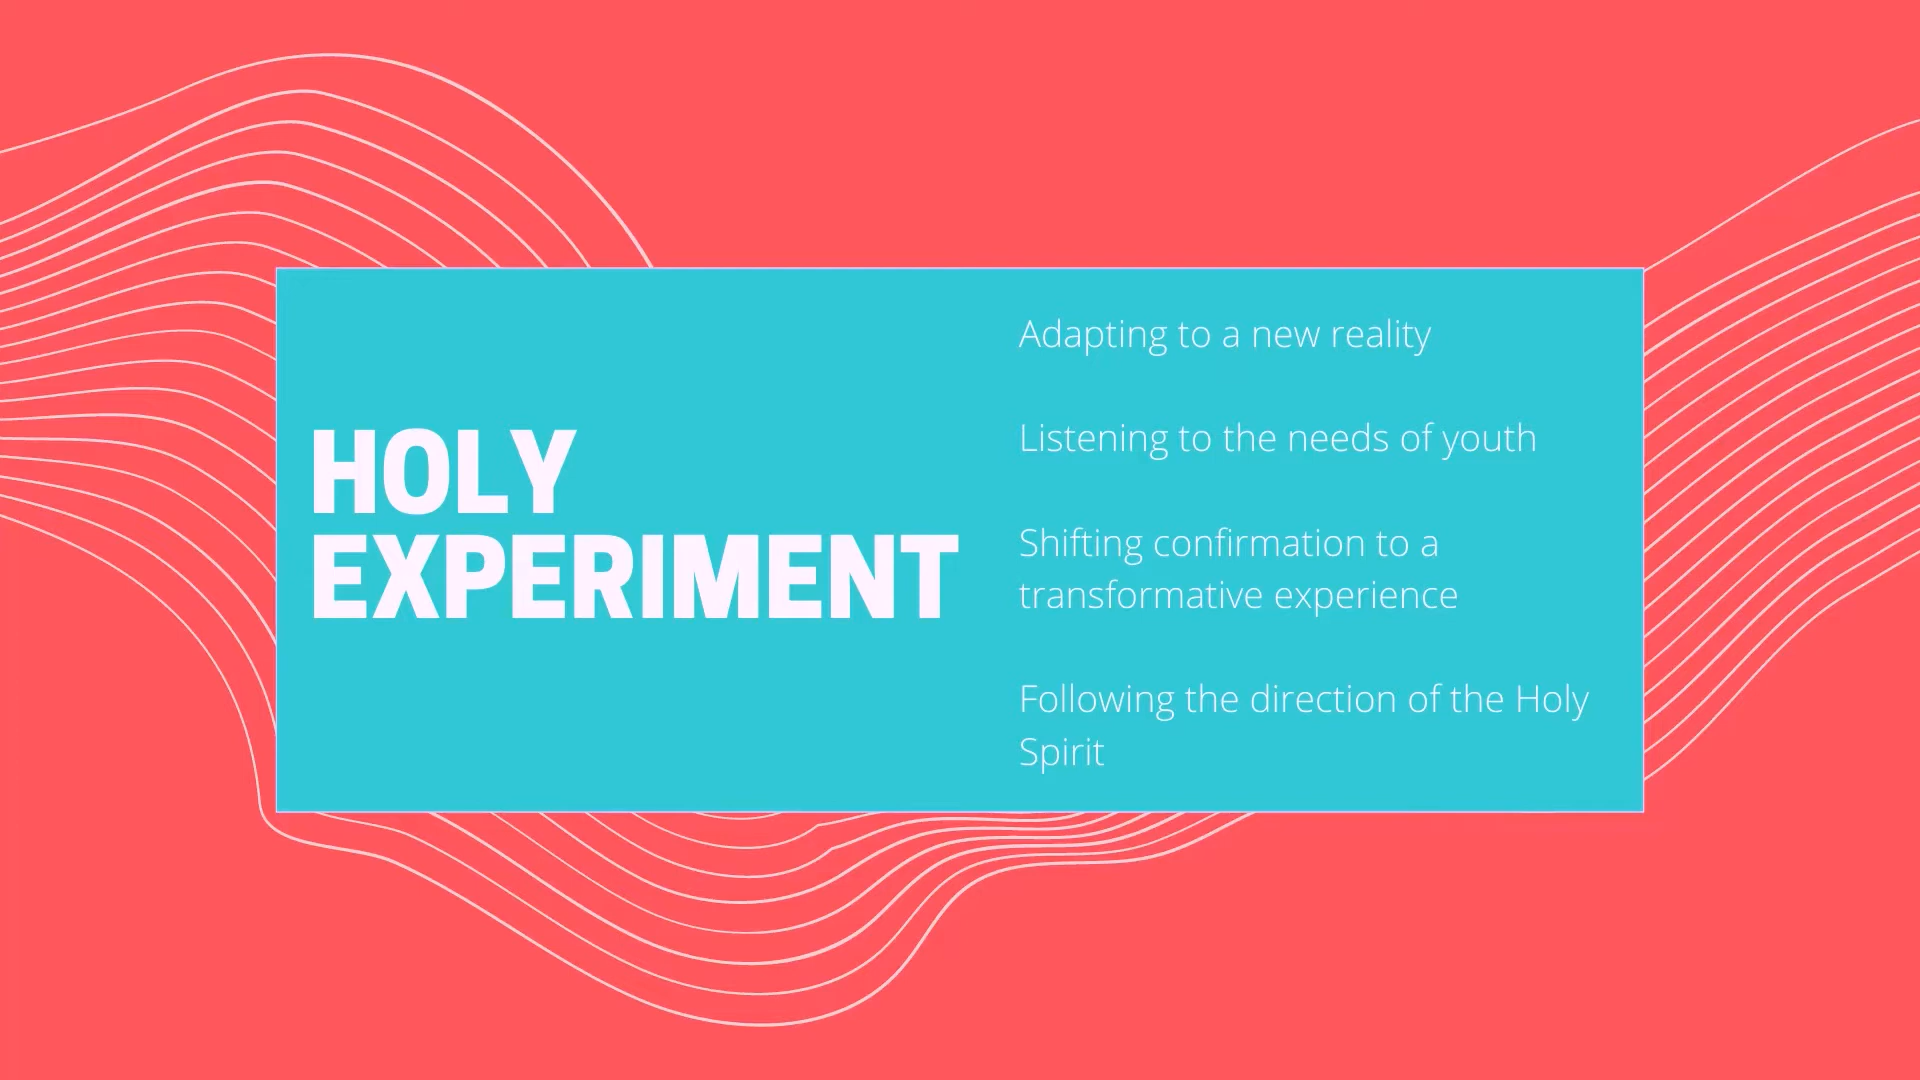 HOLY
EXPERIMENT
Adapting to a new reality
Listening to the needs of youth
Shifting confirmation to a
transformative experience
Following the direction of the Holy
Spirit